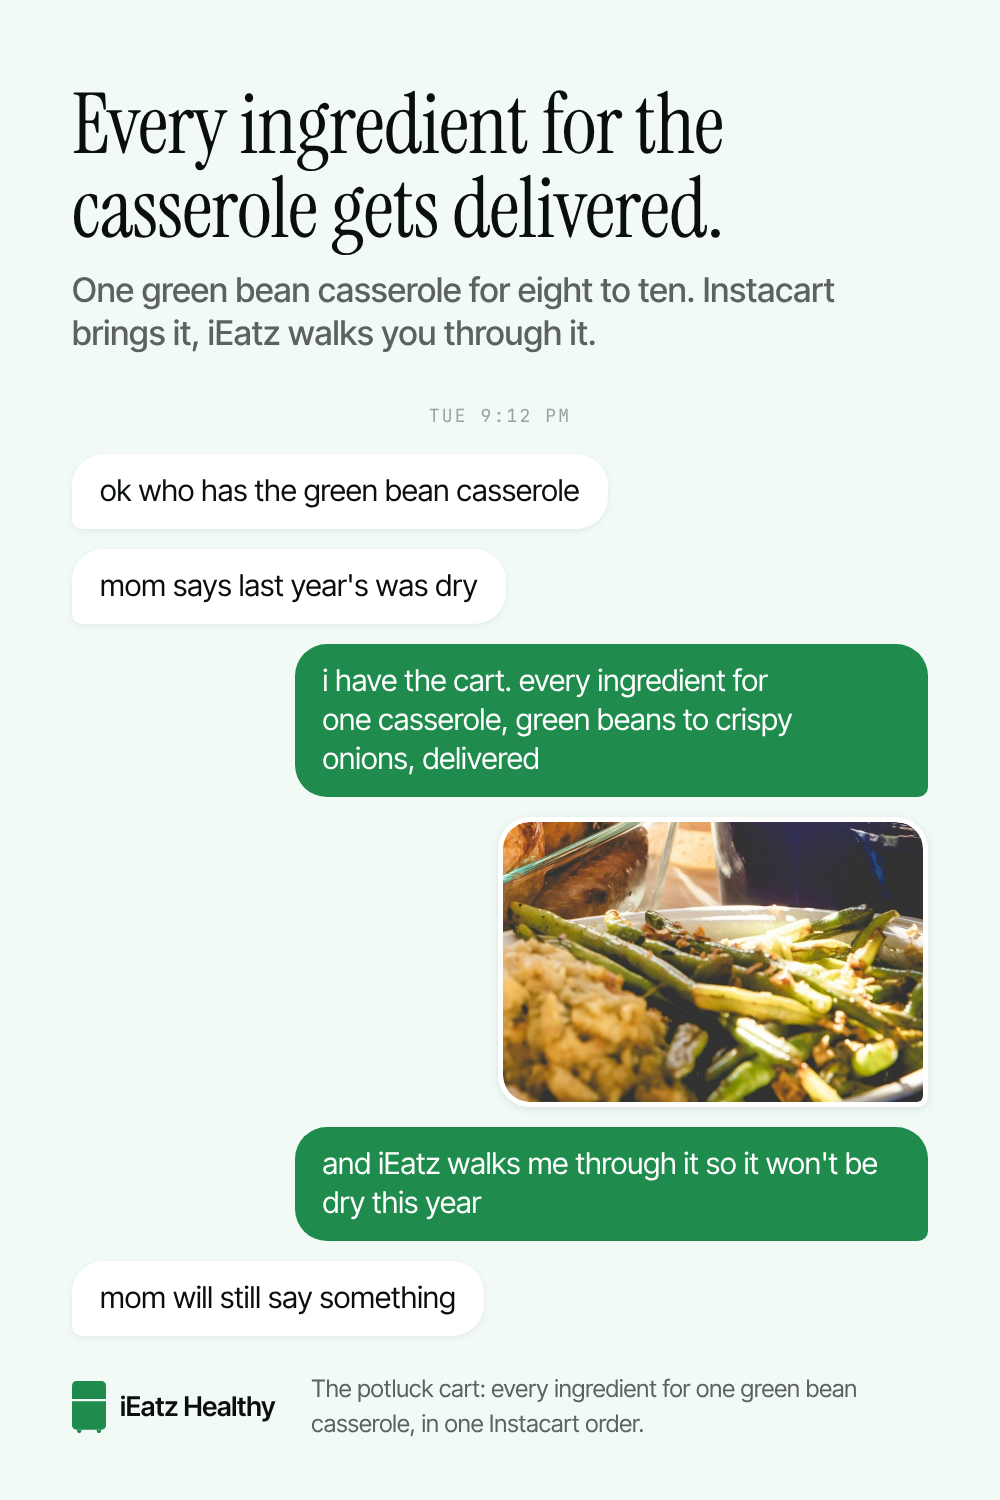 Every ingredient for the
casserole gets delivered.
One green bean casserole for eight to ten. Instacart
brings it, iEatz walks you through it.
TUE 9:12 PM
ok who has the green bean casserole
mom says last year's was dry
i have the cart. every ingredient for
one casserole, green beans to crispy
onions, delivered
and iEatz walks me through it so it won't be
dry this year
mom will still say something
iEatz Healthy
The potluck cart: every ingredient for one green bean
casserole, in one Instacart order.